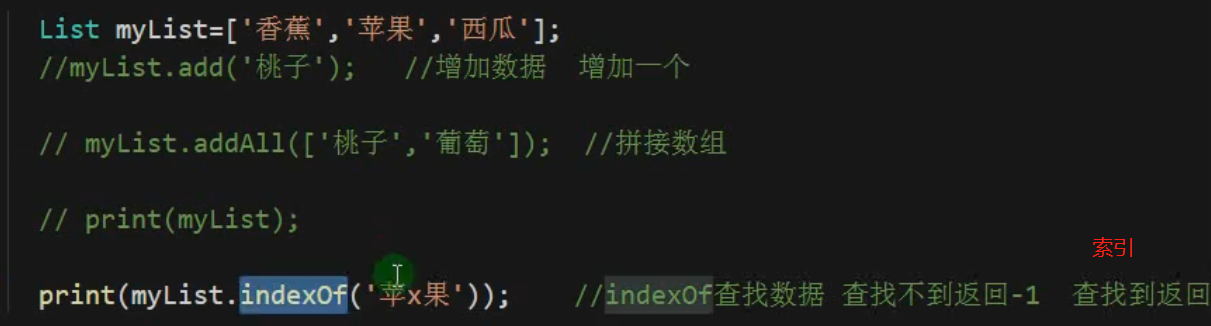 List myList=['香蕉','苹果','西瓜'];
//myList.add('桃子');   //增加数据  增加一个
// myList.addAll(['桃子','葡萄']);  //拼接数组
// print(myList);
索引
print(myList.indexOf('苹x果'));    //indexOf查找数据 查找不到返回-1  查找到返回